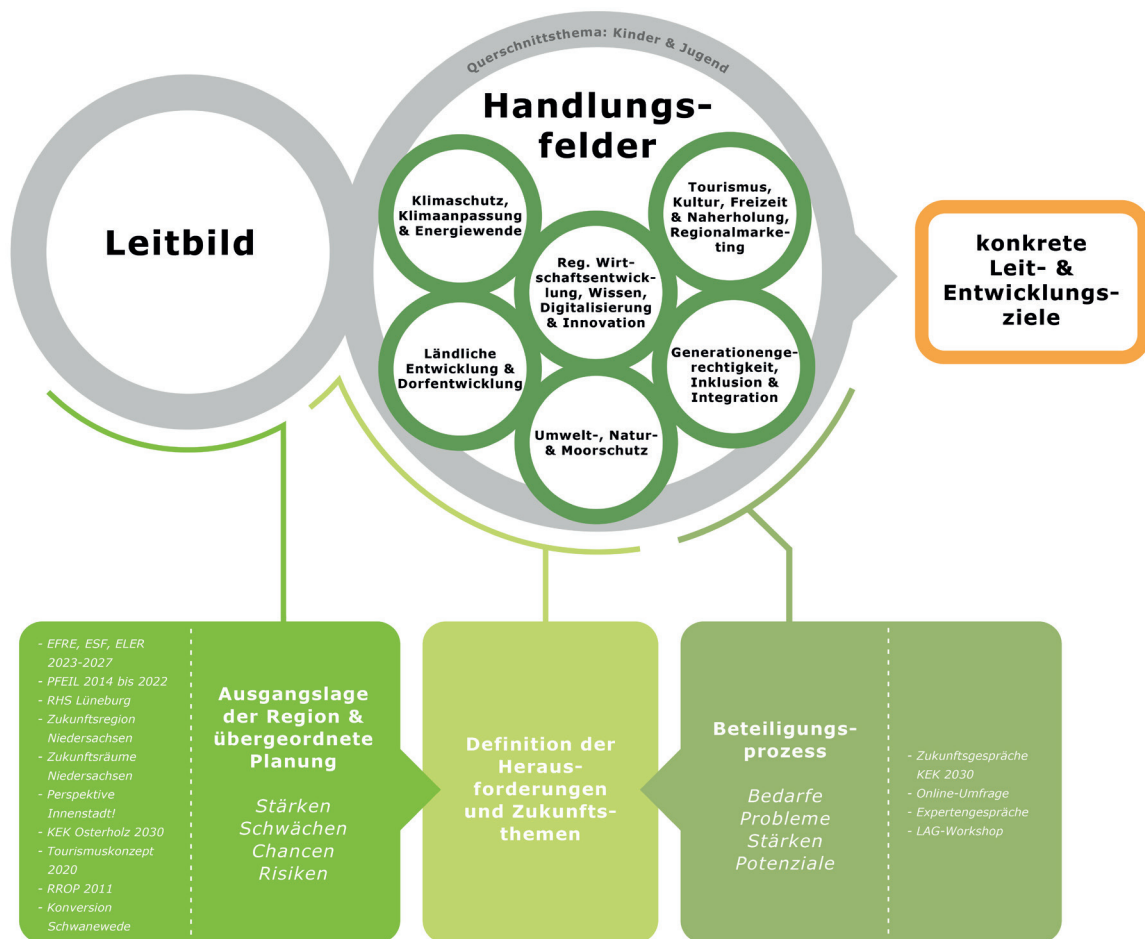 Querschnittsthema: Kinder & Jugend
Handlungs-
felder
Leitbild
Klimaschutz,
Klimaanpassung
& Energiewende
Tourismus,
Kultur, Freizeit
& Naherholung,
Regionalmarke-
ting
Reg. Wirt-
schaftsentwick-
lung, Wissen,
Digitalisierung
& Innovation
Ländliche
Entwicklung &
Dorfentwicklung
Generationenge-
rechtigkeit,
Inklusion &
Integration
Umwelt-, Natur-
& Moorschutz
konkrete
Leit- &
Entwicklungs-
ziele
- EFRE, ESF, ELER
2023-2027
- PFEIL 2014 bis 2022
- RHS Lüneburg
- Zukunftsregion
Niedersachsen
- Zukunftsräume
Niedersachsen
- Perspektive
Innenstadt!
- KEK Osterholz 2030
- Tourismuskonzept
2020
- RROP 2011
- Konversion
Schwanewede
Ausgangslage
der Region &
übergeordnete
Planung
Stärken
Schwächen
Chancen
Risiken
Definition der
Heraus-
forderungen
und Zukunfts-
themen
Beteiligungs-
prozess
Bedarfe
Probleme
Stärken
Potenziale
- Zukunftsgespräche
KEK 2030
- Online-Umfrage
- Expertengespräche
- LAG-Workshop